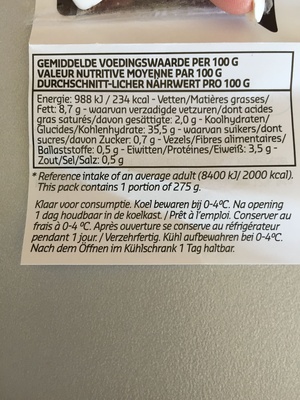 GEMIDDELDE VOEDINGSWAARDE PER 100 G
VALEUR NUTRITIVE MOYENNE PAR 100 G
DURCHSCHNITT-LICHER NÄHRWERT PRO 100 G
Energie: 988 kJ / 234 kcal - Vetten/Matières grasses/
Fett: 8,7 g - waarvan verzadigde vetzuren/dont acides
gras saturés/davon gesättigte: 2,0 g - Koolhydraten/
Glucides/Kohlenhydrate: 35,5 g - waarvan suikers/dont
sucres/davon Zucker: 0,7 g - Vezels/Fibres alimentaires/
Ballaststoffe: 0,5 g - Eiwitten/Protéines/Eiweiß: 3,5 g -
Zout/Sel/Salz: 0,5 g
* Reference intake of an average adult (8400 kJ/ 2000 kcal).
This pack contains 1 portion of 275 g.
Klaar voor consumptie. Koel bewaren bij 0-4ºC. Na opening
1 dag houdbaar in de koelkast. / Prêt à l'emploi. Conserver au
frais à 0-4 ºC. Après ouverture se conserve au réfrigérateur
pendant 1 jour. / Verzehrfertig. Kühl aufbewahren bei 0-4ºC.
Nach dem Öffnen im Kühlschrank 1 Tag haltbar.